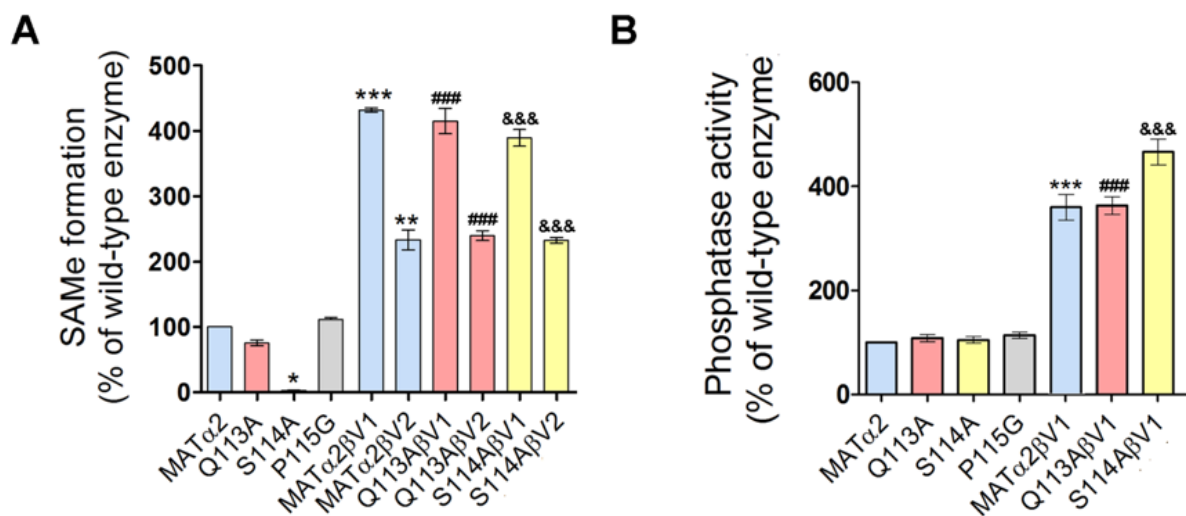 A
SAMe formation
(% of wild-type enzyme)
500
400
300
200
100
0
***
**
*
###
###
&&&
&&&
MATα2
Q113A
S114A
P115G
MATα2βV1
MATα2βV2
Q113AβV1
Q113AβV2
S114AβV1
S114AβV2
B
Phosphatase activity
(% of wild-type enzyme
600
400
200
0
***
###
&&&
MATα2
Q113A
S114A
P115G
MATα2βV1
Q113AβV1
S114AβV1